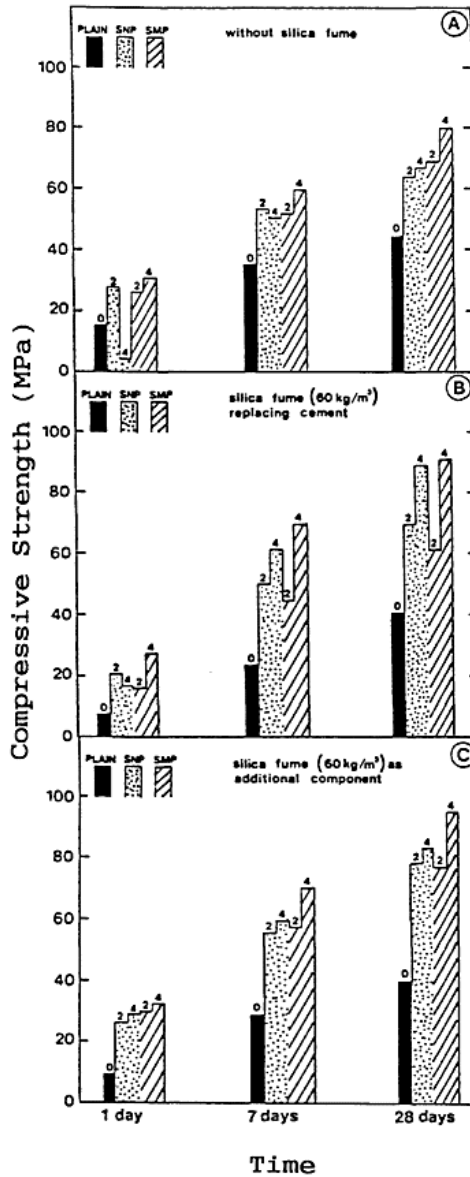 A
PLAIN SNP SMP without silica fume
100
80
60
40
20
0
0 2 4 2 4
0 2 4 2 4
0 2 4 2 4
B
PLAIN SNP SMP silica fume (60 kg/m³)
replacing cement
100
80
60
40
20
0
0 2 4 2 4
0 2 4 2 4
0 2 4 2 4
C
PLAIN SNP SMP silica fume (60 kg/m³) as
additional component
100
80
60
40
20
0
0 2 4 2 4
0 2 4 2 4
0 2 4 2 4
1 day 7 days 28 days
Time
Compressive Strength (MPa)